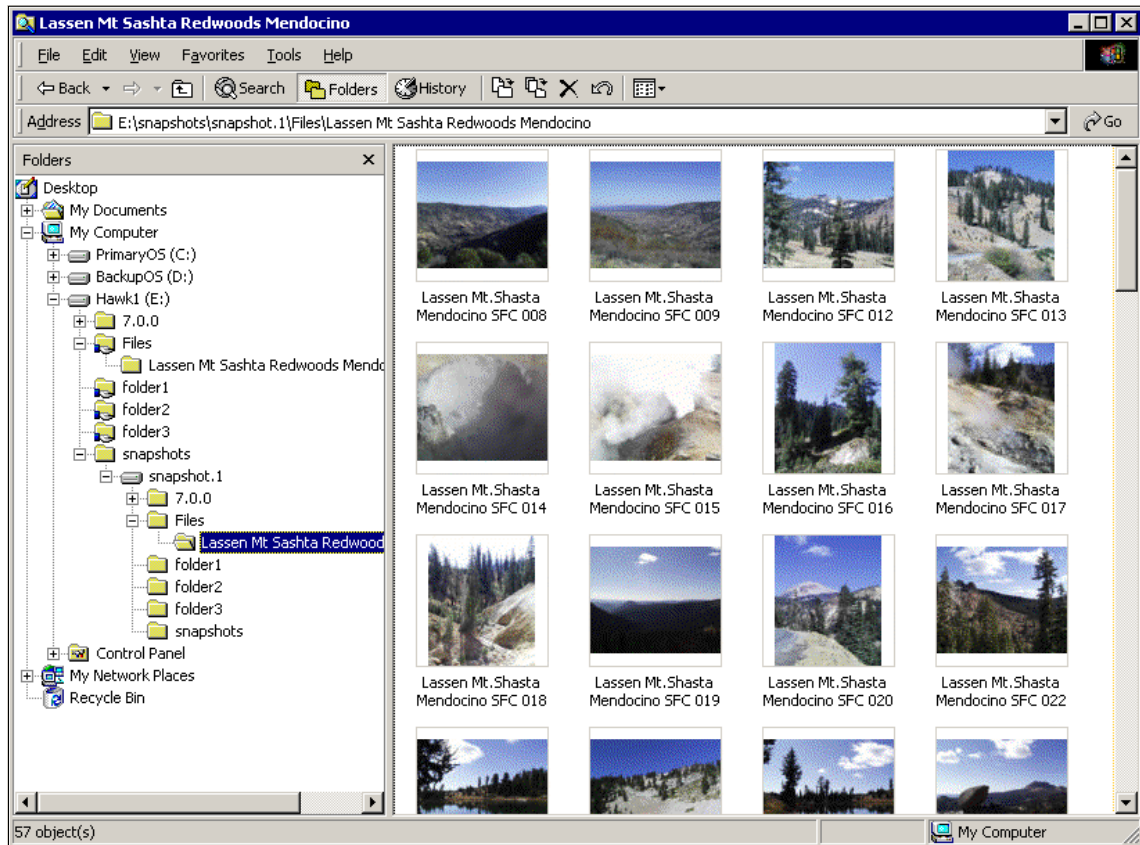 Lassen Mt Sashta Redwoods Mendocino
File Edit View Favorites Tools Help
Back Search Folders History
Address E:\snapshots\snapshot.1\Files\Lassen Mt Sashta Redwoods Mendocino Go
Folders
Desktop
My Documents
My Computer
PrimaryOS (C:)
BackupOS (D:)
Hawk1 (E:)
7.0.0
Files
Lassen Mt Sashta Redwoods Mendo
folder1
folder2
folder3
snapshots
snapshot.1
7.0.0
Files
Lassen Mt Sashta Redwood
folder1
folder2
folder3
snapshots
Control Panel
My Network Places
Recycle Bin
Lassen Mt.Shasta Mendocino SFC 008
Lassen Mt.Shasta Mendocino SFC 009
Lassen Mt.Shasta Mendocino SFC 012
Lassen Mt.Shasta Mendocino SFC 013
Lassen Mt.Shasta Mendocino SFC 014
Lassen Mt.Shasta Mendocino SFC 015
Lassen Mt.Shasta Mendocino SFC 016
Lassen Mt.Shasta Mendocino SFC 017
Lassen Mt.Shasta Mendocino SFC 018
Lassen Mt.Shasta Mendocino SFC 019
Lassen Mt.Shasta Mendocino SFC 020
Lassen Mt.Shasta Mendocino SFC 022
57 object(s)
My Computer